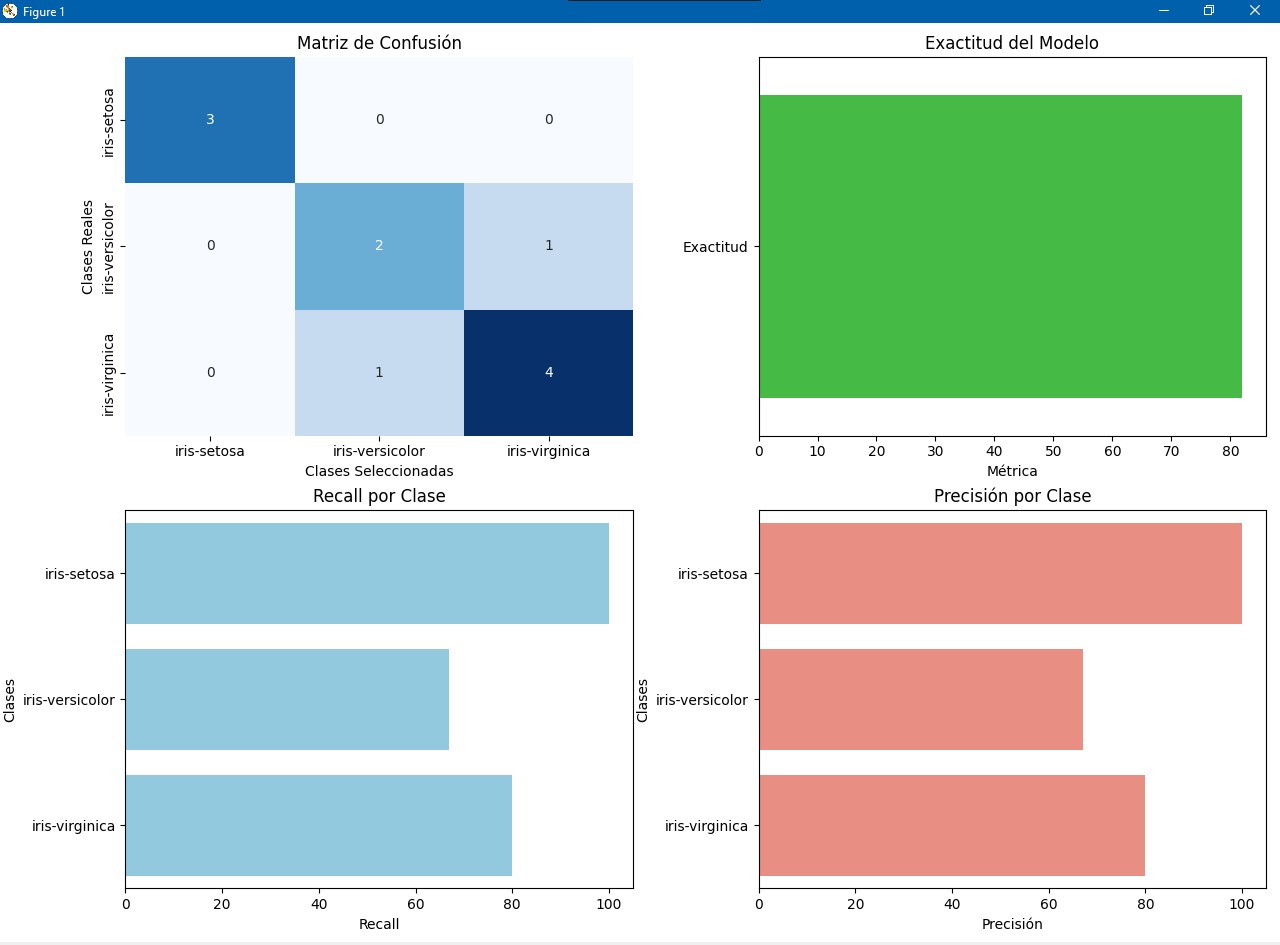 Figure 1
Matriz de Confusión
Clases Reales
iris-setosa
3 0 0
iris-versicolor
0 2 1
iris-virginica
0 1 4
iris-setosa iris-versicolor iris-virginica
Clases Seleccionadas
Exactitud del Modelo
Exactitud
0 10 20 30 40 50 60 70 80
Métrica
Recall por Clase
Clases
iris-setosa
iris-versicolor
iris-virginica
0 20 40 60 80 100
Recall
Precisión por Clase
Clases
iris-setosa
iris-versicolor
iris-virginica
0 20 40 60 80 100
Precisión